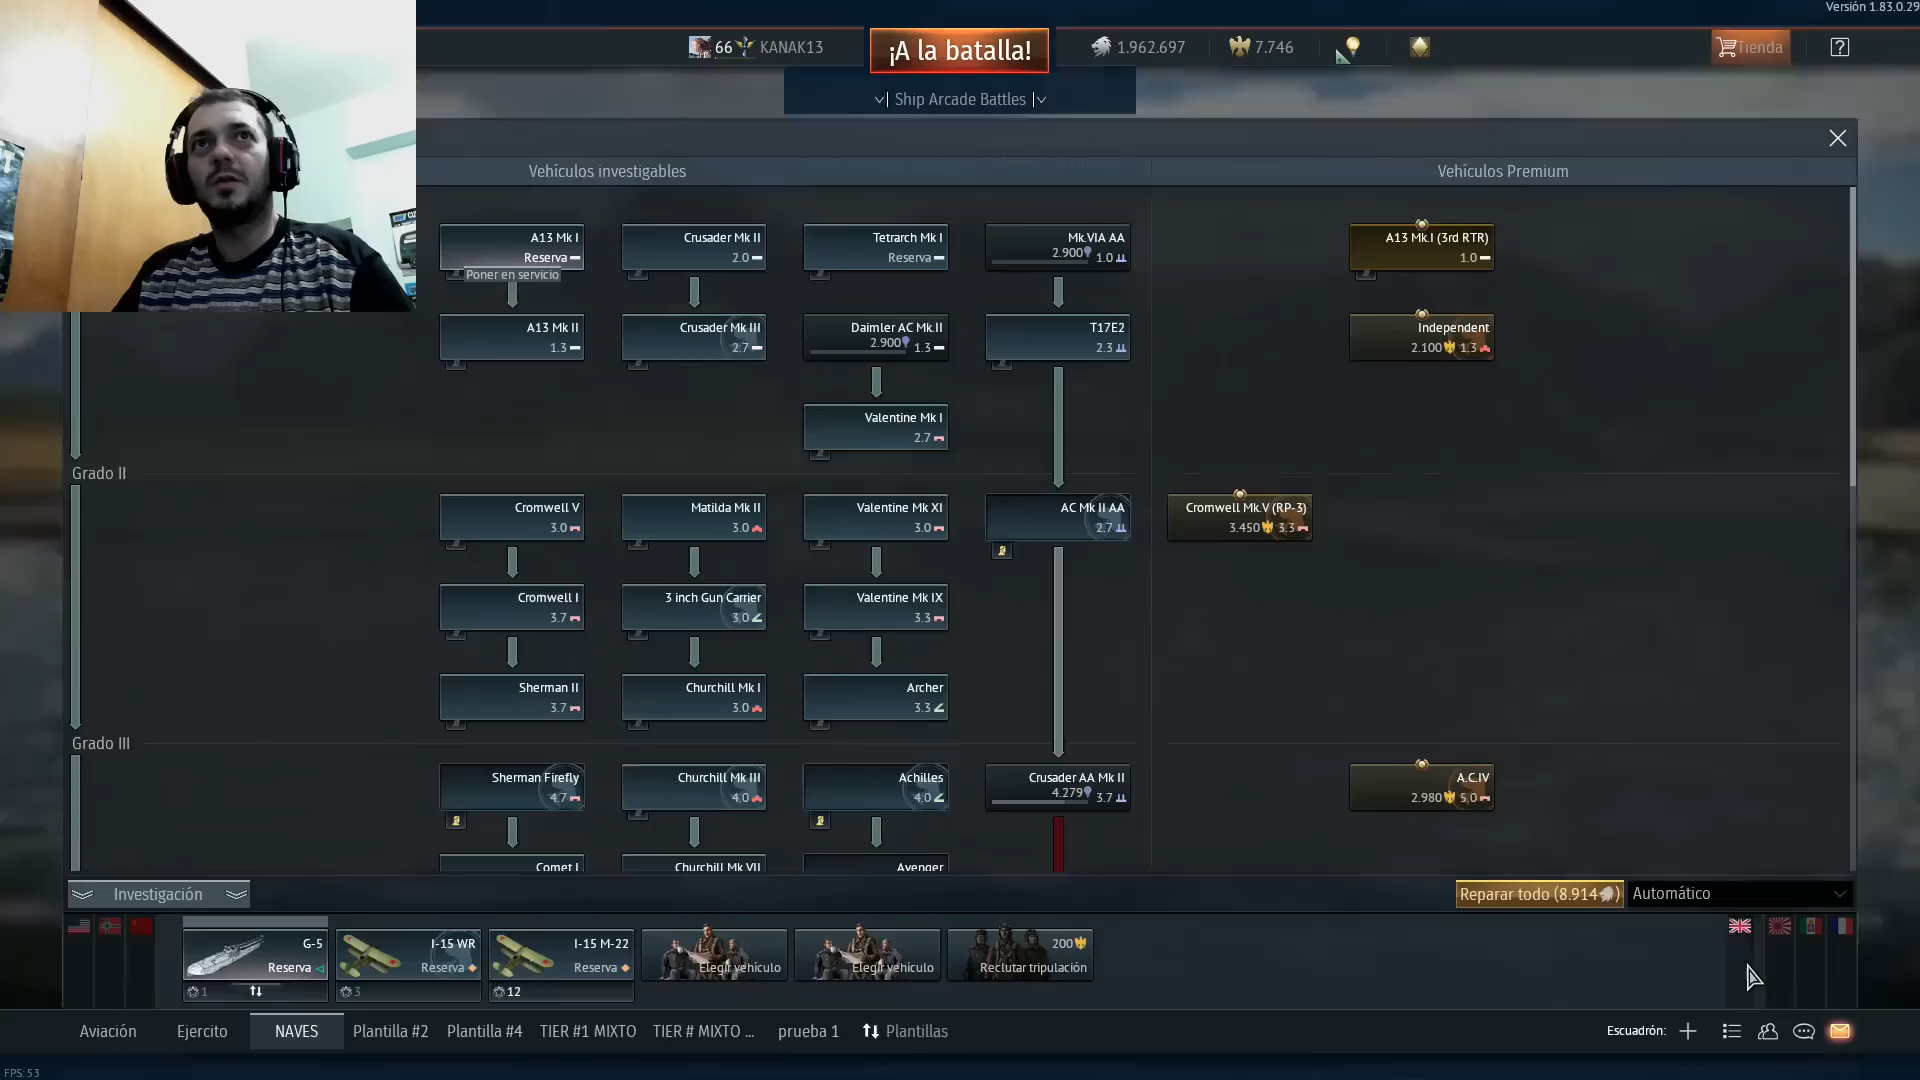 Versión 1.83.0.29
66 KANAK13
¡A la batalla!
1.962.697
7.746
Tienda
?
Ship Arcade Battles
Vehículos investigables
Vehículos Premium
A13 Mk I
Reserva
Poner en servicio
Crusader Mk II
2.0
Tetrarch Mk I
Reserva
Mk.VIA AA
2.900 1.0
A13 Mk.I (3rd RTR)
1.0
A13 Mk II
1.3
Crusader Mk III
2.7
Daimler AC Mk.II
2.900 1.3
T17E2
2.3
Independent
2.100 1.3
Valentine Mk I
2.7
Grado II
Cromwell V
3.0
Matilda Mk II
3.0
Valentine Mk XI
3.0
AC Mk II AA
2.7
Cromwell Mk.V (RP-3)
3.450 3.3
Cromwell I
3.7
3 inch Gun Carrier
3.0
Valentine Mk IX
3.3
Sherman II
3.7
Churchill Mk I
3.0
Archer
3.3
Grado III
Sherman Firefly
4.7
Churchill Mk III
4.0
Achilles
4.0
Crusader AA Mk II
4.279 3.7
A.C.IV
2.980 5.0
Comet I
Churchill Mk VII
Avenger
Investigación
Reparar todo (8.914)
Automático
G-5
Reserva
1
I-15 WR
Reserva
3
I-15 M-22
Reserva
12
Elegir vehículo
Elegir vehículo
200
Reclutar tripulación
Aviación
Ejercito
NAVES
Plantilla #2
Plantilla #4
TIER #1 MIXTO
TIER # MIXTO ...
prueba 1
Plantillas
Escuadrón:
FPS: 53